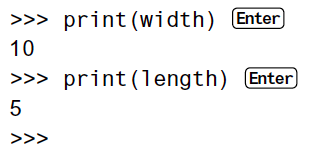 >>> print(width) Enter
10
>>> print(length) Enter
5
>>>